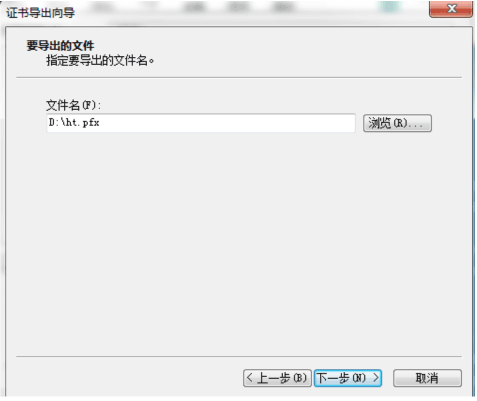 证书导出向导
要导出的文件
指定要导出的文件名。
文件名(F):
D:\ht.pfx
浏览(R)...
< 上一步(B) 下一步(N) > 取消